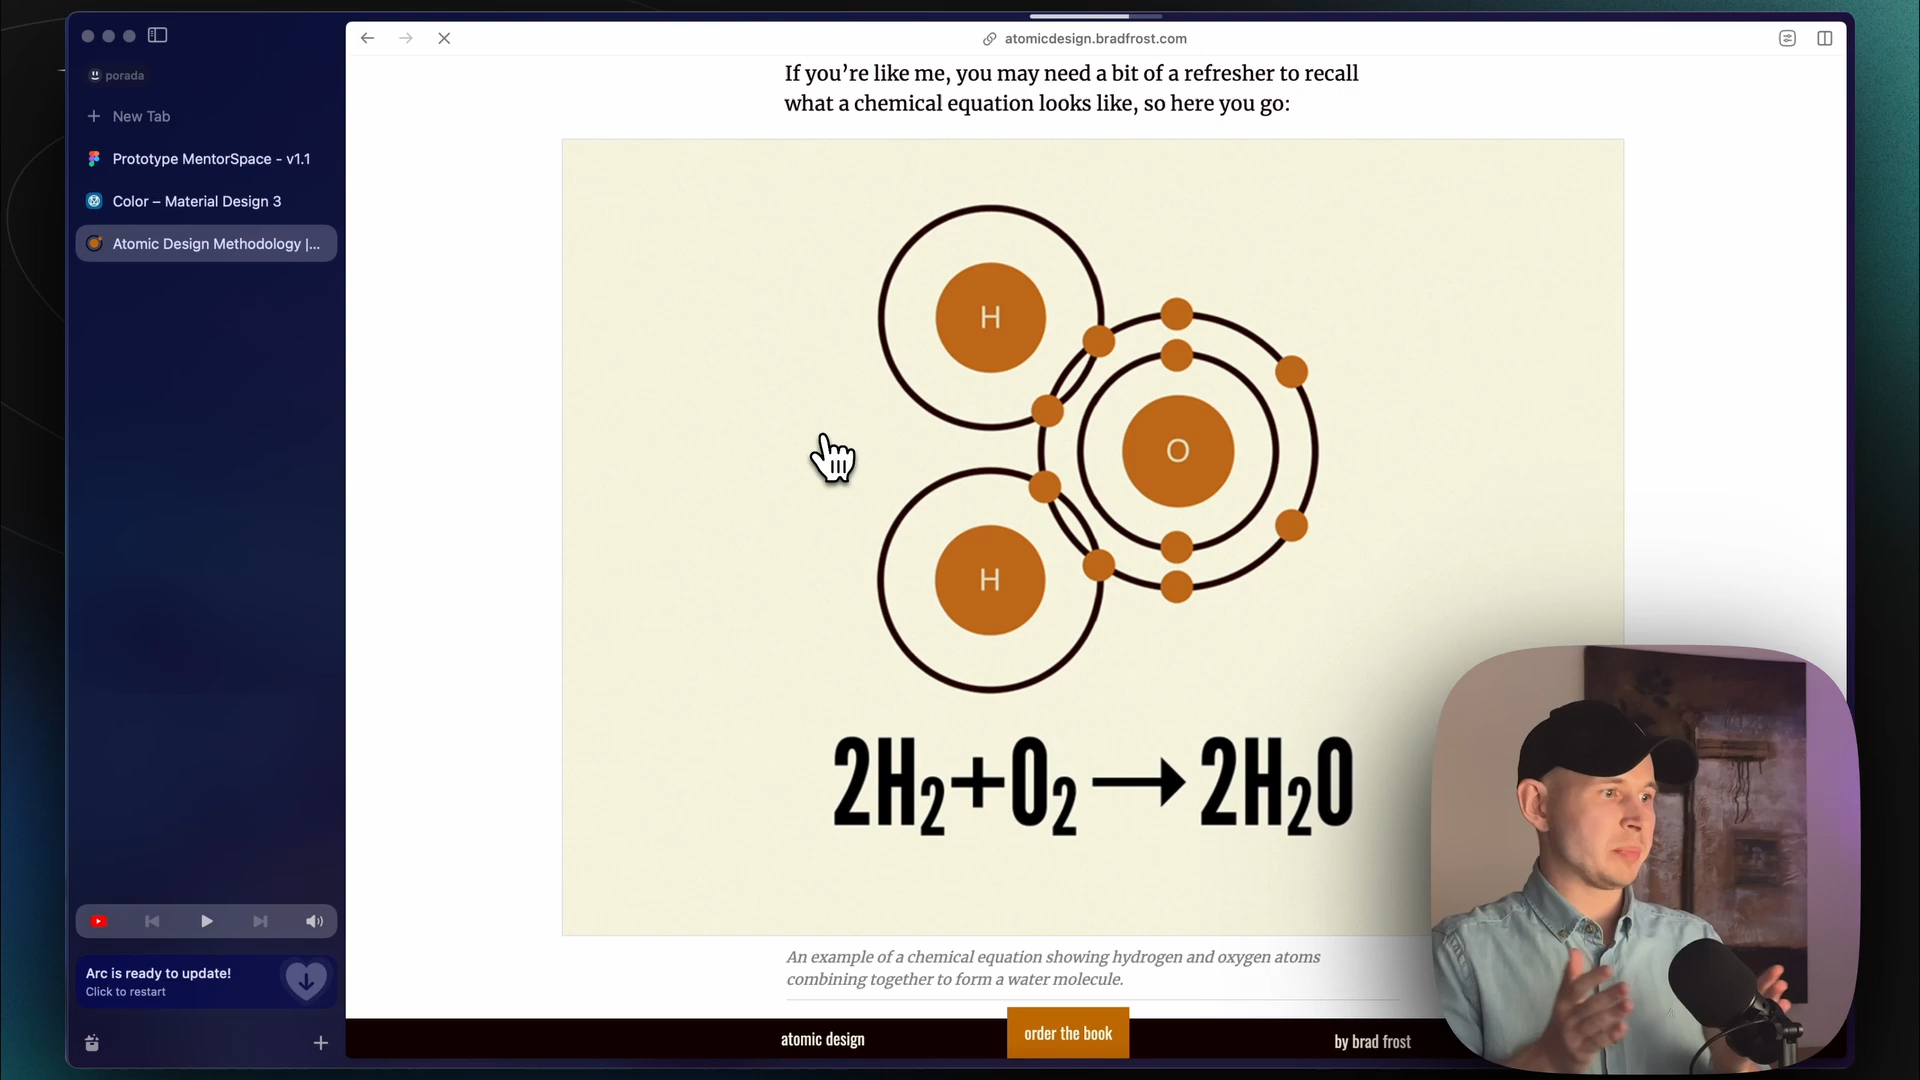 porada
New Tab
Prototype MentorSpace - v1.1
Color – Material Design 3
Atomic Design Methodology |...
Arc is ready to update!
Click to restart
atomicdesign.bradfrost.com
If you’re like me, you may need a bit of a refresher to recall
what a chemical equation looks like, so here you go:
H
O
H
2H₂+O₂→2H₂O
An example of a chemical equation showing hydrogen and oxygen atoms
combining together to form a water molecule.
atomic design
order the book
by brad frost